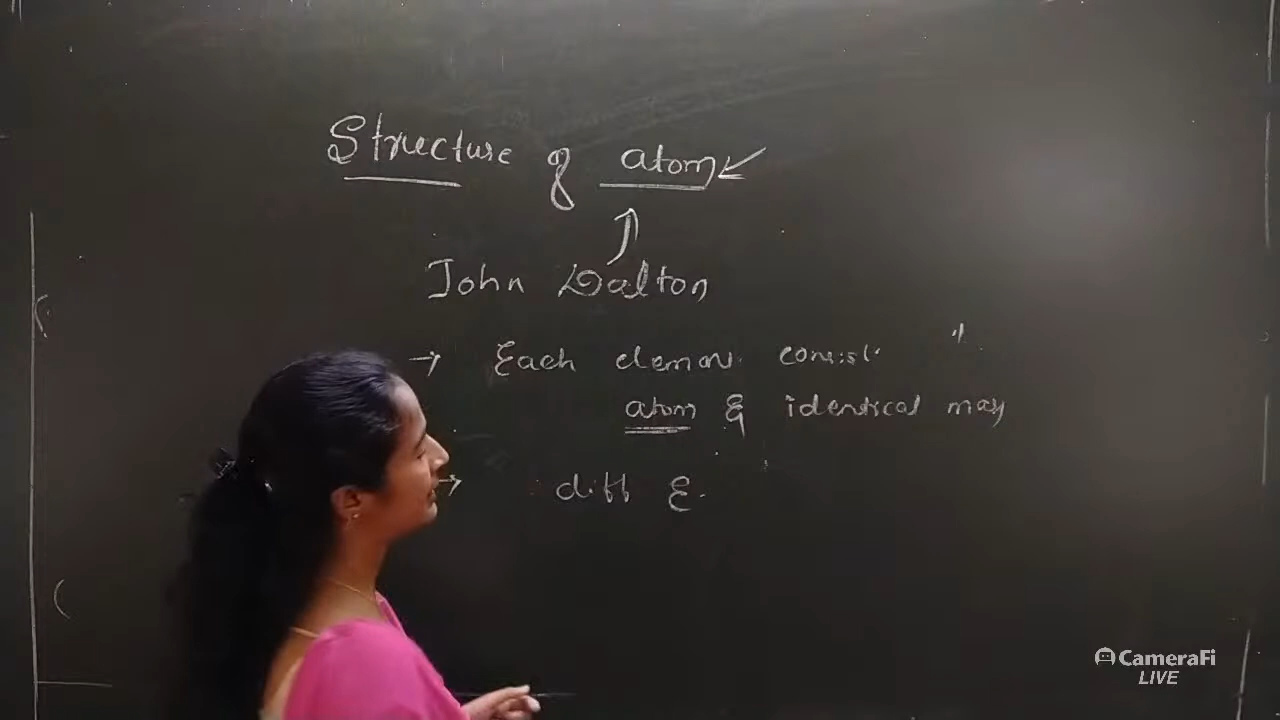 Structure of atom
John Dalton
→ Each element consist
atom & identical may
→ diff E.
CameraFi
LIVE